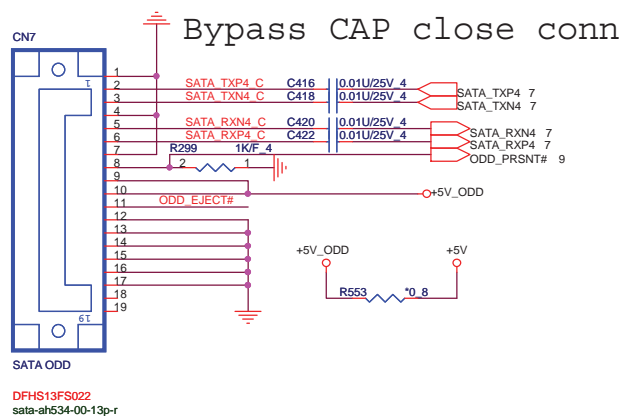 Bypass CAP close conn
CN7
1
1
2 SATA_TXP4_C C416 0.01U/25V_4 SATA_TXP4 7
3 SATA_TXN4_C C418 0.01U/25V_4 SATA_TXN4 7
4
5 SATA_RXN4_C C420 0.01U/25V_4 SATA_RXN4 7
6 SATA_RXP4_C C422 0.01U/25V_4 SATA_RXP4 7
7 R299 1K/F_4 ODD_PRSNT# 9
8 2 1
9
10 +5V_ODD
11 ODD_EJECT#
12
13
14
15
16
17
18
19
19
+5V_ODD +5V
R553 *0_8
SATA ODD
DFHS13FS022
sata-ah534-00-13p-r